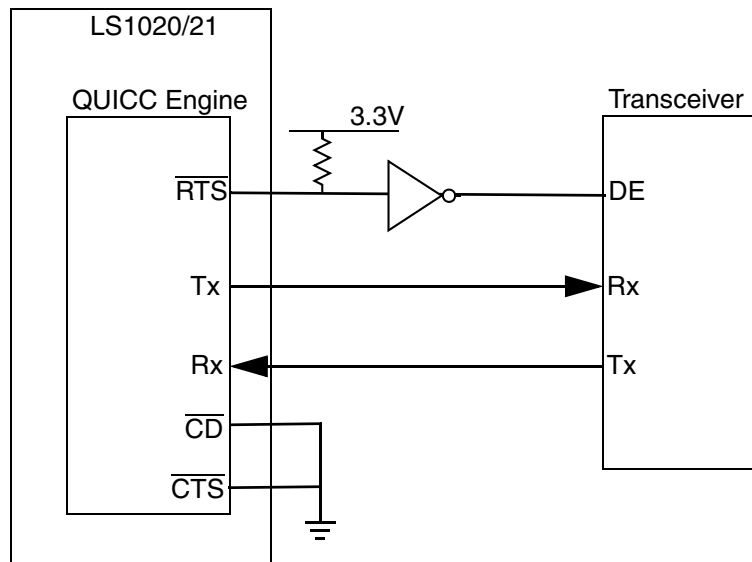 LS1020/21
QUICC Engine
Transceiver
3.3V
RTS
DE
Tx
Rx
Rx
Tx
CD
CTS